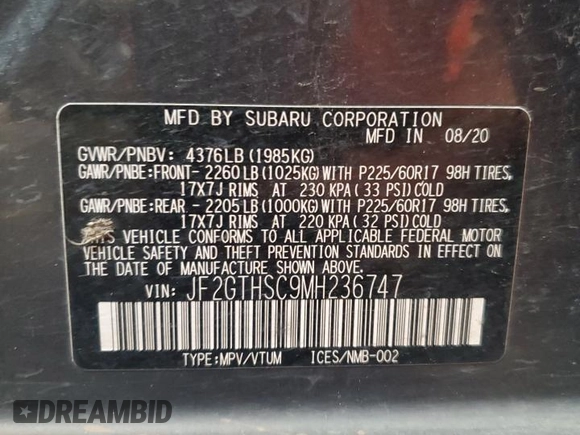 MFD BY SUBARU CORPORATION
MFD IN 08/20
GVWR/PNBV: 4376LB (1985KG)
GAWR/PNBE:FRONT- 2260LB (1025KG) WITH P225/60R17 98H TIRES,
17X7J RIMS AT 230 KPA (33 PSI) COLD
GAWR/PNBE:REAR - 2205LB (1000KG) WITH P225/60R17 98H TIRES,
17X7J RIMS AT 220 KPA (32 PSI) COLD
THIS VEHICLE CONFORMS TO ALL APPLICABLE FEDERAL MOTOR
VEHICLE SAFETY AND THEFT PREVENTION STANDARDS IN EFFECT
ON THE DATE OF MANUFACTURE SHOWN ABOVE.
VIN: JF2GTHSC9MH236747
TYPE:MPV/VTUM ICES/NMB-002
DREAMBID